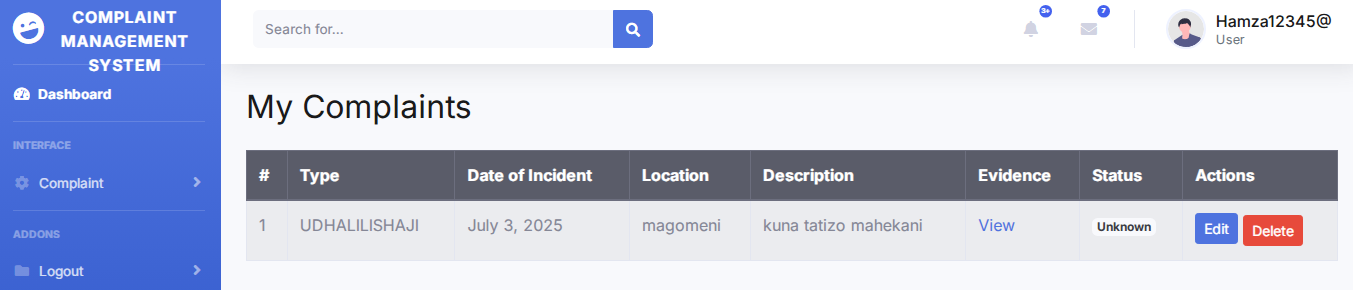 COMPLAINT
MANAGEMENT
SYSTEM
Dashboard
INTERFACE
Complaint
ADDONS
Logout
Search for...
3+
7
Hamza12345@
User
My Complaints
# Type Date of Incident Location Description Evidence Status Actions
1 UDHALILISHAJI July 3, 2025 magomeni kuna tatizo mahekani View Unknown Edit Delete